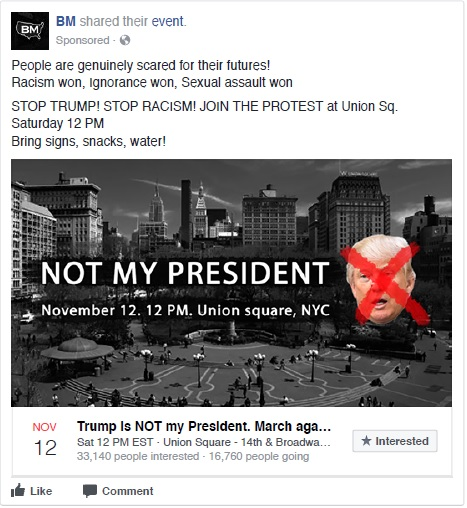 BM
BM shared their event.
Sponsored ·
People are genuinely scared for their futures!
Racism won, Ignorance won, Sexual assault won
STOP TRUMP! STOP RACISM! JOIN THE PROTEST at Union Sq.
Saturday 12 PM
Bring signs, snacks, water!
NOT MY PRESIDENT
November 12. 12 PM. Union square, NYC
NOV
12
Trump is NOT my President. March aga...
Sat 12 PM EST · Union Square - 14th & Broadwa...
33,140 people interested · 16,760 people going
★ Interested
Like
Comment